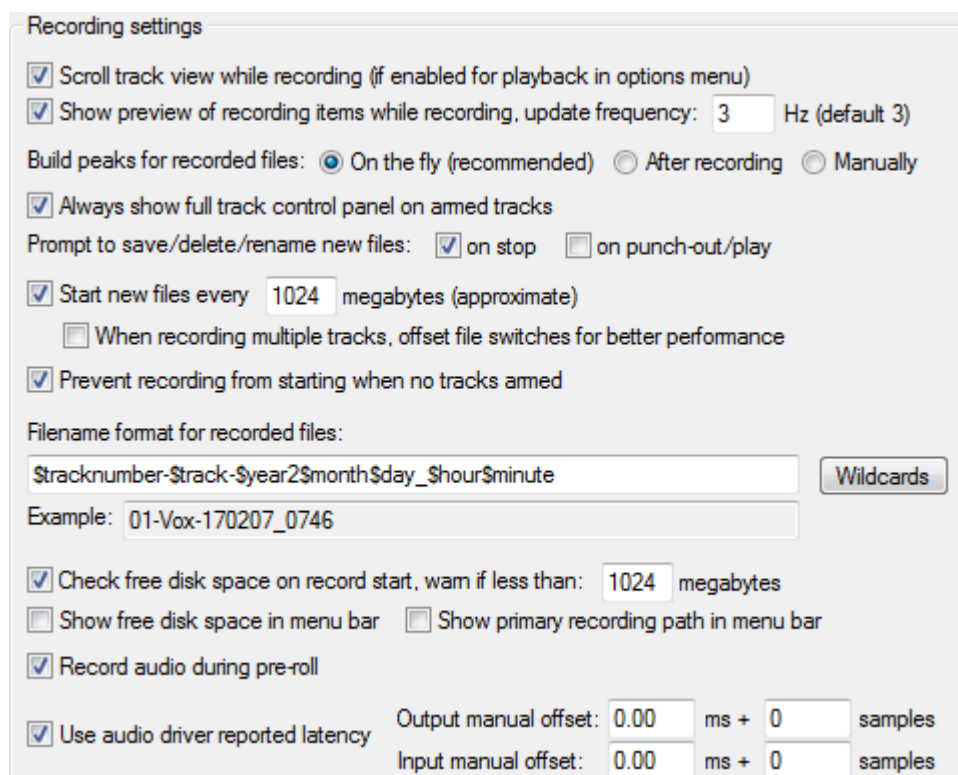 Recording settings
Scroll track view while recording (if enabled for playback in options menu)
Show preview of recording items while recording, update frequency: 3 Hz (default 3)
Build peaks for recorded files: On the fly (recommended) After recording Manually
Always show full track control panel on armed tracks
Prompt to save/delete/rename new files: on stop on punch-out/play
Start new files every 1024 megabytes (approximate)
When recording multiple tracks, offset file switches for better performance
Prevent recording from starting when no tracks armed
Filename format for recorded files:
$tracknumber-$track-$year2$month$day_$hour$minute Wildcards
Example: 01-Vox-170207_0746
Check free disk space on record start, warn if less than: 1024 megabytes
Show free disk space in menu bar Show primary recording path in menu bar
Record audio during pre-roll
Output manual offset: 0.00 ms + 0 samples
Use audio driver reported latency
Input manual offset: 0.00 ms + 0 samples